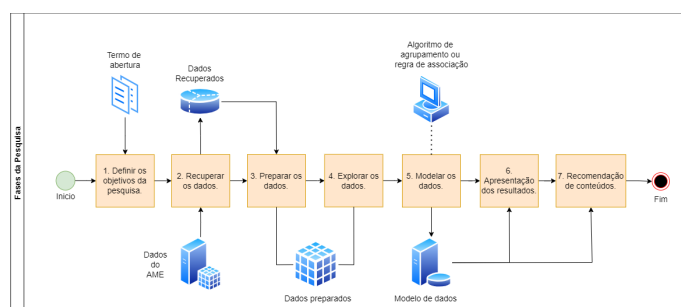 Fases da Pesquisa
Termo de
abertura
Dados
Recuperados
Algoritmo de
agrupamento ou
regra de associação
Inicio
1. Definir os
objetivos da
pesquisa.
2. Recuperar
os dados.
3. Preparar os
dados.
4. Explorar os
dados.
5. Modelar os
dados.
6.
Apresentação
dos resultados.
7. Recomendação
de conteúdos.
Fim
Dados
do
AME
Dados preparados
Modelo de dados